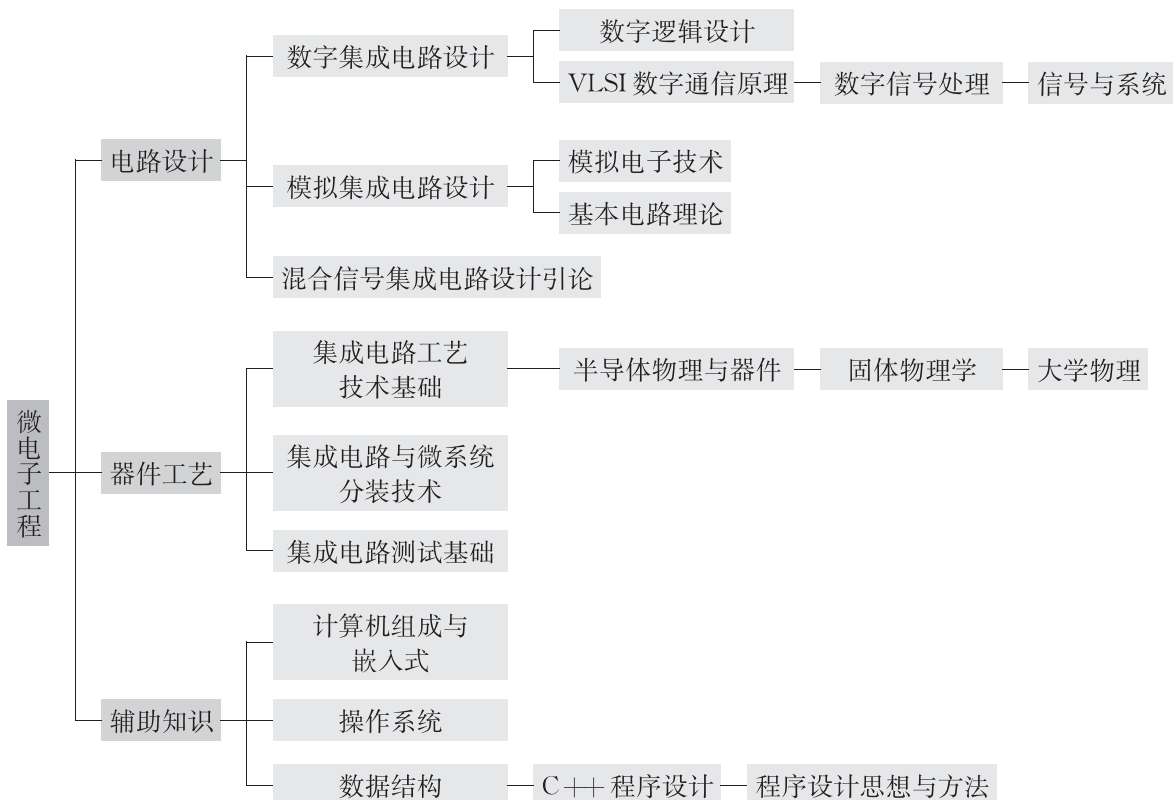 微电子工程
电路设计
数字集成电路设计
数字逻辑设计
VLSI 数字通信原理
数字信号处理
信号与系统
模拟集成电路设计
模拟电子技术
基本电路理论
混合信号集成电路设计引论
器件工艺
集成电路工艺
技术基础
半导体物理与器件
固体物理学
大学物理
集成电路与微系统
分装技术
集成电路测试基础
辅助知识
计算机组成与
嵌入式
操作系统
数据结构
C++程序设计
程序设计思想与方法